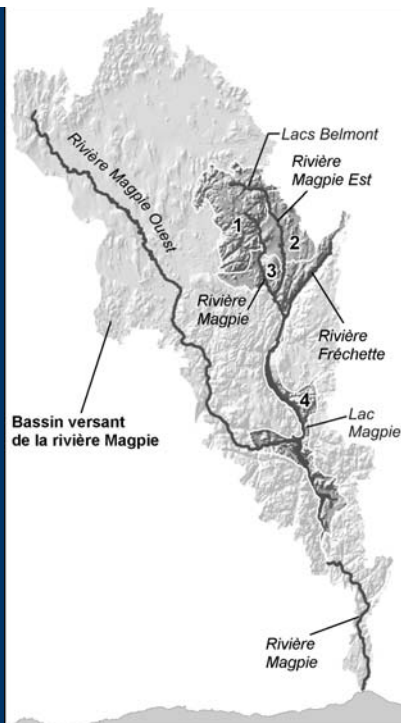 Rivière Magpie Ouest
Lacs Belmont
Rivière
Magpie Est
1
2
3
Rivière
Magpie
Rivière
Fréchette
4
Lac
Magpie
Bassin versant
de la rivière Magpie
Rivière
Magpie